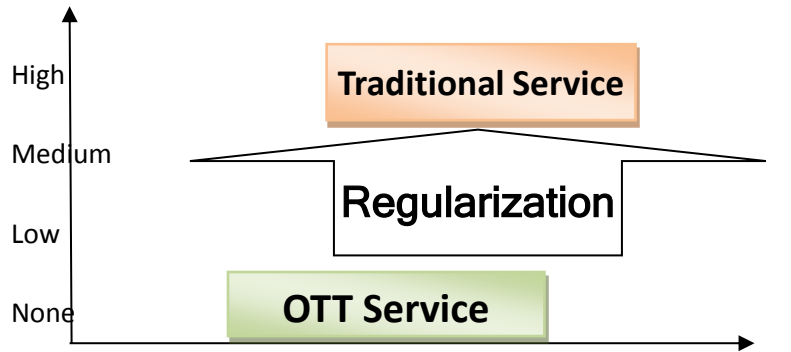 High
Traditional Service
Medium
Regularization
Low
None
OTT Service